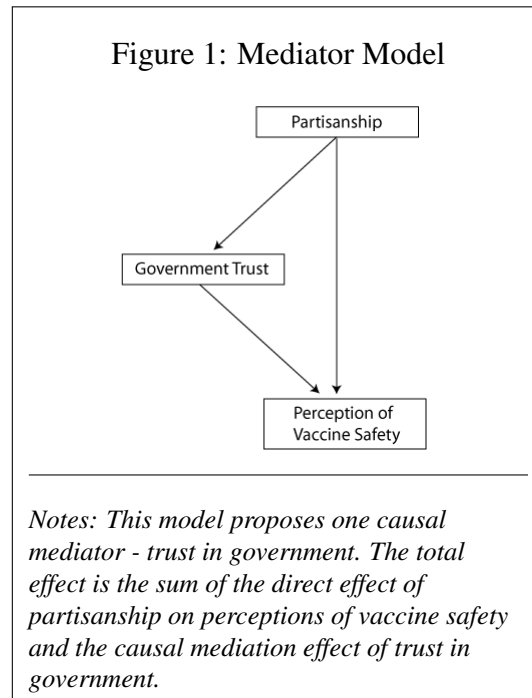 Figure 1: Mediator Model
Partisanship
Government Trust
Perception of
Vaccine Safety
Notes: This model proposes one causal
mediator - trust in government. The total
effect is the sum of the direct effect of
partisanship on perceptions of vaccine safety
and the causal mediation effect of trust in
government.